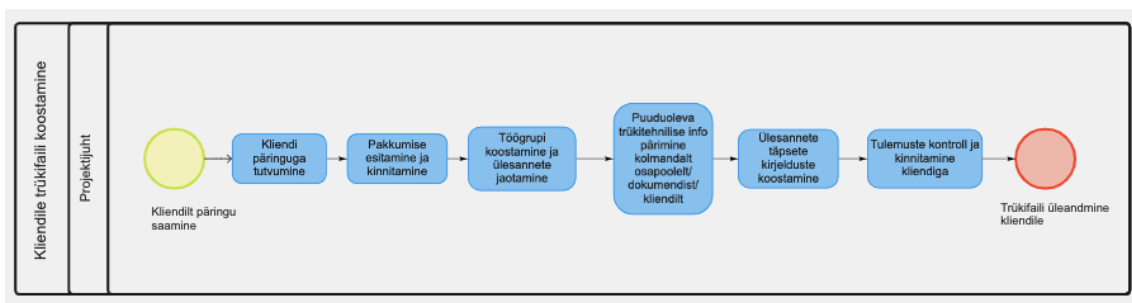 Kliendile trükifaili koostamine
Projektijuht
Kliendilt päringu
saamine
Kliendi
päringuga
tutvumine
Pakkumise
esitamine ja
kinnitamine
Töögrupi
koostamine ja
ülesannete
jaotamine
Puuduoleva
trükitehnilise info
pärimine
kolmandalt
osapoolelt/
dokumendist/
kliendilt
Ülesannete
täpsete
kirjelduste
koostamine
Tulemuste kontroll ja
kinnitamine
kliendiga
Trükifaili üleandmine
kliendile